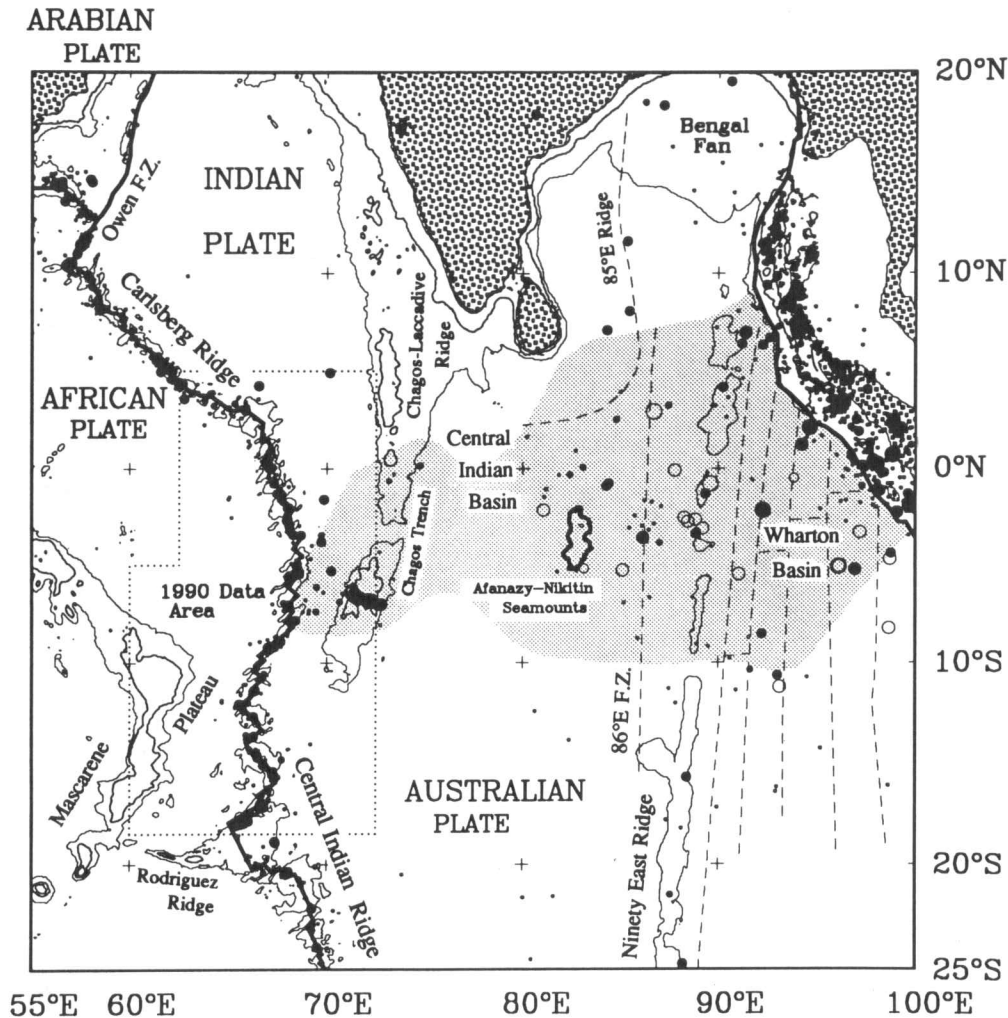 ARABIAN
PLATE
20°N
Bengal
Fan
Owen F.Z.
INDIAN
PLATE
85°E Ridge
10°N
Carlsberg Ridge
Chagos-Laccadive
Ridge
AFRICAN
PLATE
Central
Indian
Basin
0°N
Chagos Trench
Wharton
Basin
1990 Data
Area
Afanazy-Nikitin
Seamounts
10°S
86°E F.Z.
Mascarene
Plateau
AUSTRALIAN
PLATE
Central Indian Ridge
Ninety East Ridge
20°S
Rodriguez
Ridge
25°S
55°E 60°E 70°E 80°E 90°E 100°E